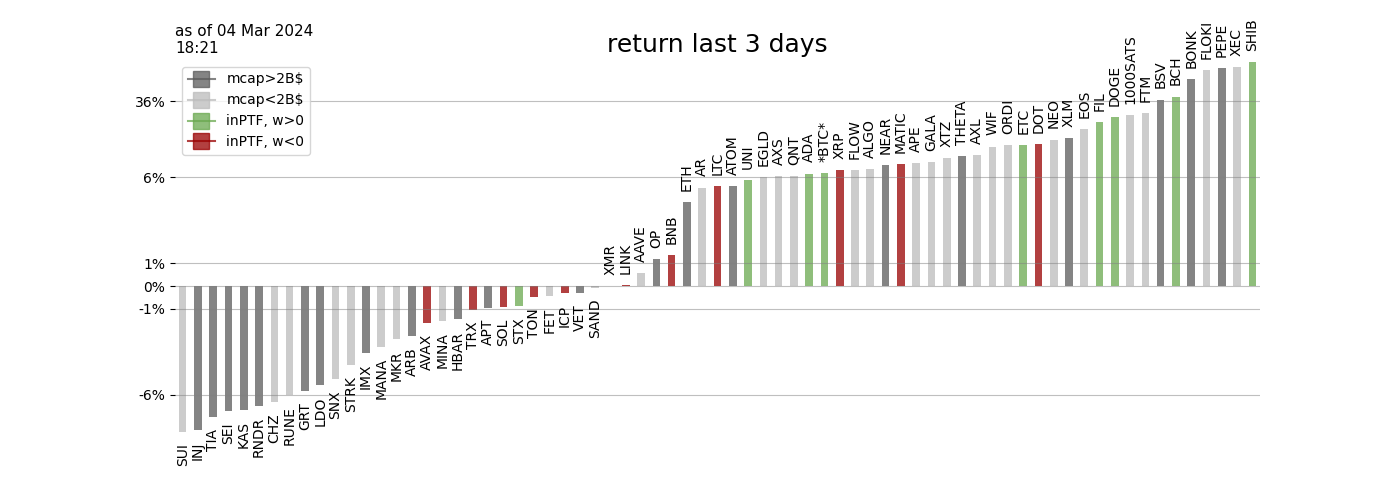 as of 04 Mar 2024
18:21
return last 3 days
mcap>2B$
mcap<2B$
inPTF, w>0
inPTF, w<0
36%
6%
1%
0%
-1%
-6%
SUI
INJ
TIA
SEI
KAS
RNDR
CHZ
RUNE
GRT
LDO
SNX
STRK
IMX
MANA
MKR
ARB
AVAX
MINA
HBAR
TRX
APT
SOL
STX
TON
FET
ICP
VET
SAND
XMR
LINK
AAVE
OP
BNB
ETH
AR
LTC
ATOM
UNI
EGLD
AXS
QNT
ADA
*BTC*
XRP
FLOW
ALGO
NEAR
MATIC
APE
GALA
XTZ
THETA
AXL
WIF
ORDI
ETC
DOT
NEO
XLM
EOS
FIL
DOGE
1000SATS
FTM
BSV
BCH
BONK
FLOKI
PEPE
XEC
SHIB